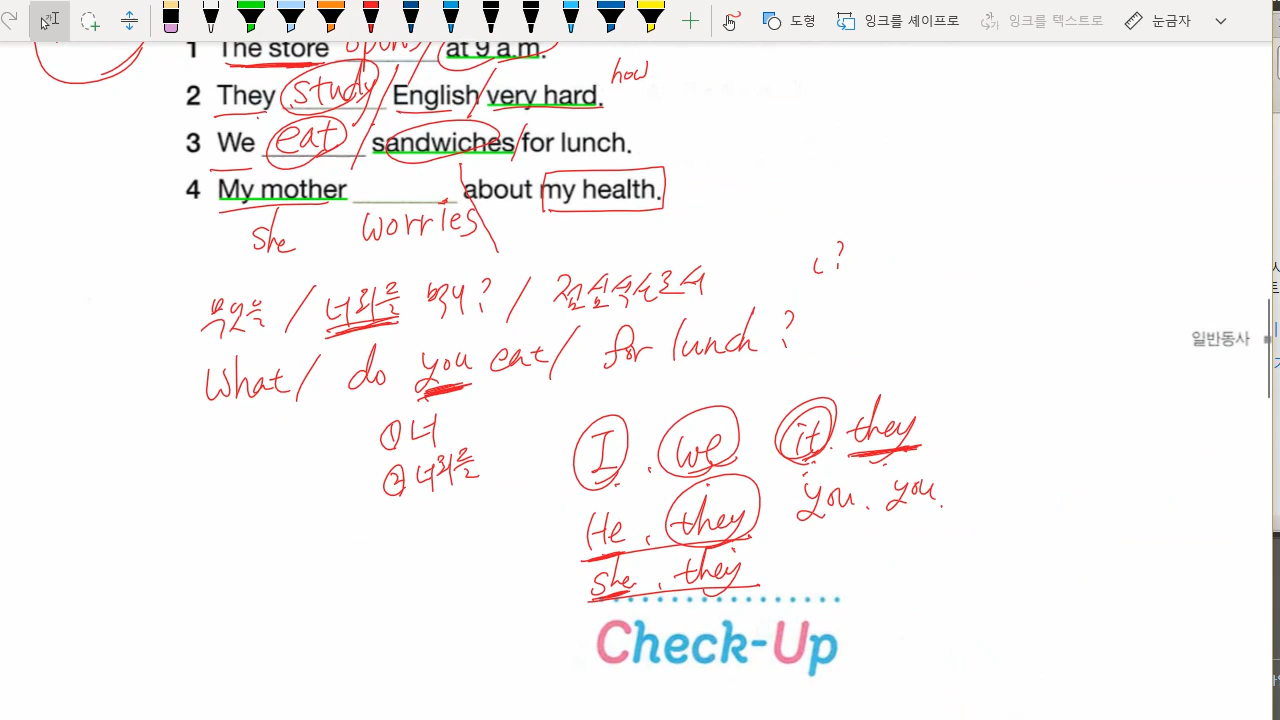 도형 잉크를 셰이프로 잉크를 텍스트로 눈금자
1 The store opens at 9 a.m.
how
2 They study English very hard.
3 We eat sandwiches for lunch.
4 My mother about my health.
she worries
무엇을 / 너희들 / 점심식사로서
?
What / do you eat / for lunch ?
일반동사
① 너
② 너희들
I . we it . they
He . they you . you.
she . they
Check-Up